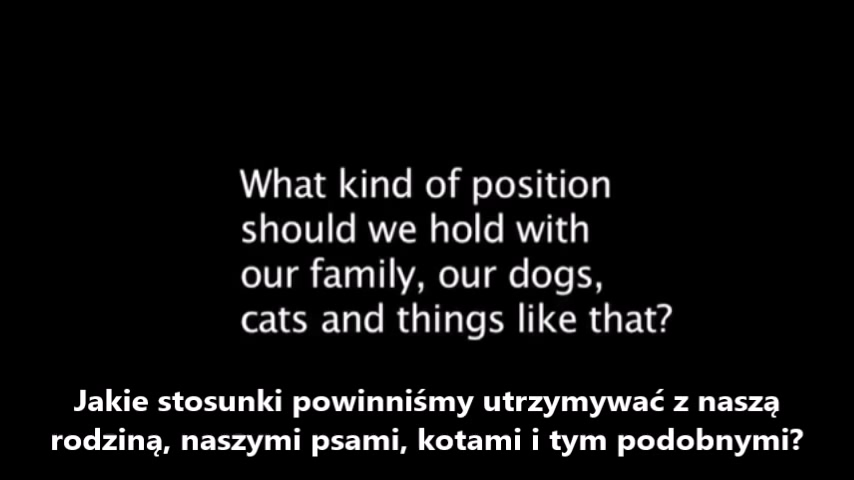 What kind of position
should we hold with
our family, our dogs,
cats and things like that?
Jakie stosunki powinniśmy utrzymywać z naszą
rodziną, naszymi psami, kotami i tym podobnymi?